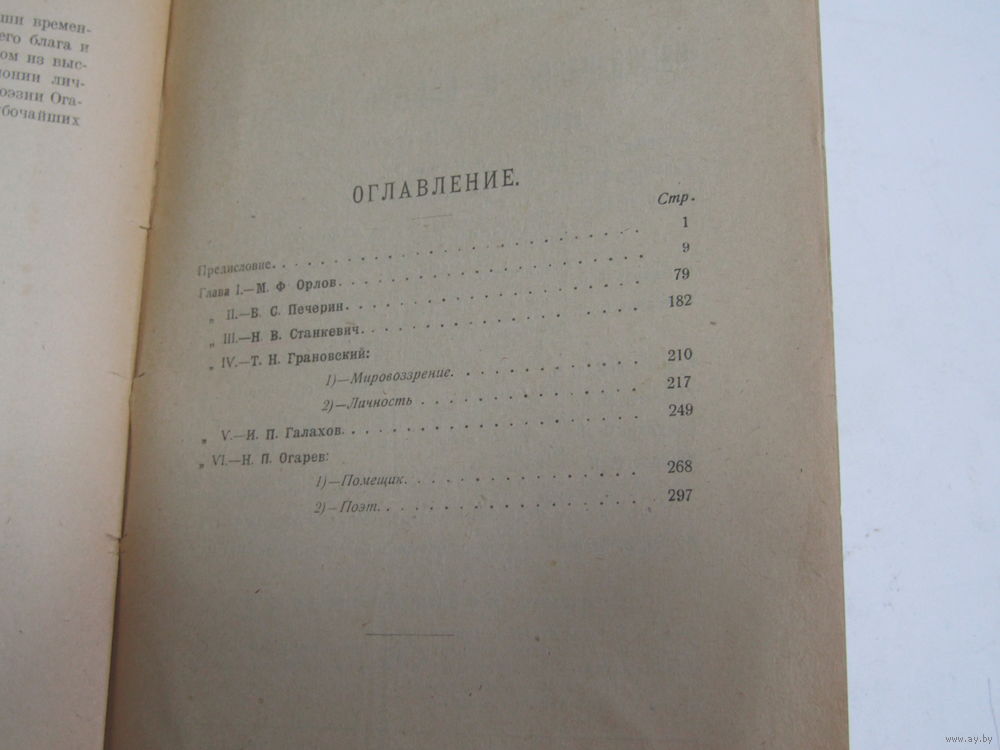 ши времен-
его блага и
ом из выс-
лич-
оэзии Ога-
бочайших
ОГЛАВЛЕНИЕ.
Стр.
Предисловие. 1
Глава I.—М. Ф Орлов. 9
„ II.—В. С. Печерин. 79
„ III.—Н. В. Станкевич. 182
„ IV.—Т. Н. Грановский:
1)—Мировоззрение. 210
2)—Личность 217
„ V.—И. П. Галахов. 249
„ VI.—Н. П. Огарев:
1)—Помещик. 268
2)—Поэт. 297
www.ay.by